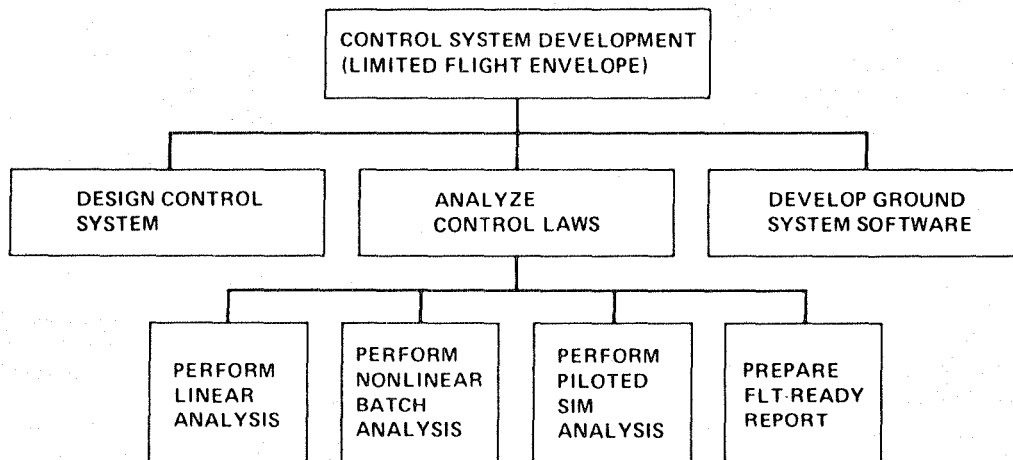 CONTROL SYSTEM DEVELOPMENT
(LIMITED FLIGHT ENVELOPE)
DESIGN CONTROL
SYSTEM
ANALYZE
CONTROL LAWS
DEVELOP GROUND
SYSTEM SOFTWARE
PERFORM
LINEAR
ANALYSIS
PERFORM
NONLINEAR
BATCH
ANALYSIS
PERFORM
PILOTED
SIM
ANALYSIS
PREPARE
FLT-READY
REPORT